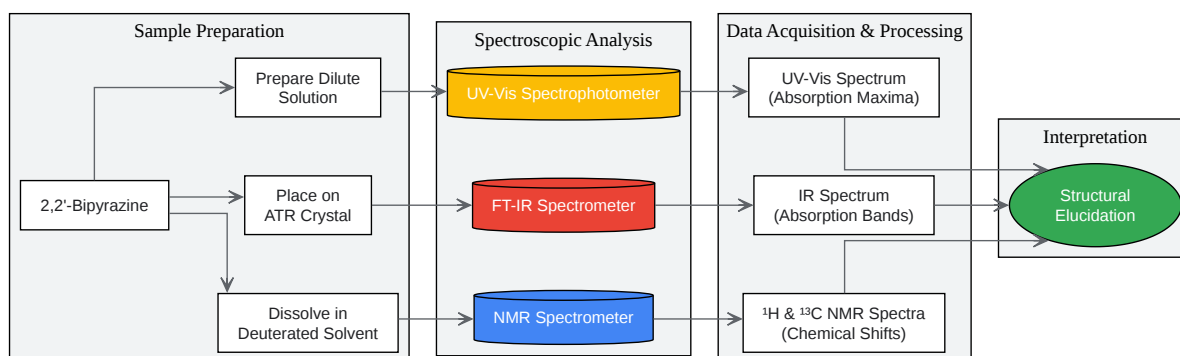 Sample Preparation
Spectroscopic Analysis
Data Acquisition & Processing
Prepare Dilute
Solution
UV-Vis Spectrophotometer
UV-Vis Spectrum
(Absorption Maxima)
Interpretation
2,2'-Bipyrazine
Place on
ATR Crystal
FT-IR Spectrometer
IR Spectrum
(Absorption Bands)
Structural
Elucidation
Dissolve in
Deuterated Solvent
NMR Spectrometer
¹H & ¹³C NMR Spectra
(Chemical Shifts)